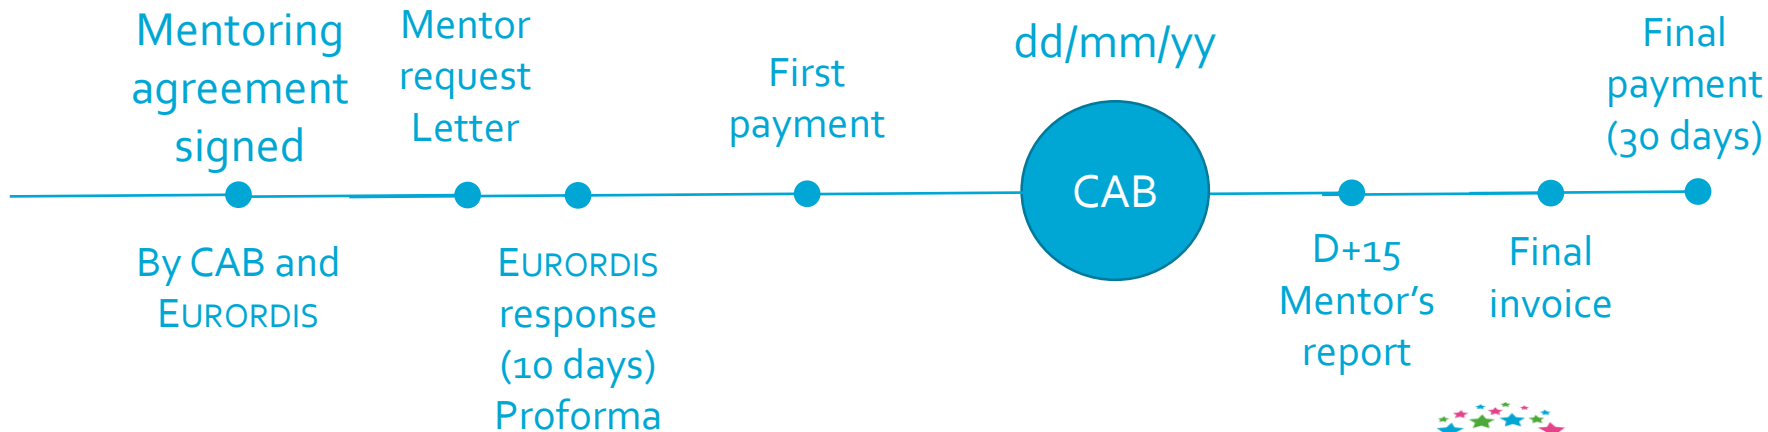 Mentoring
agreement
signed
By CAB and
EURORDIS
Mentor
request
Letter
EURORDIS
response
(10 days)
Proforma
First
payment
dd/mm/yy
CAB
D+15
Mentor’s
report
Final
invoice
Final
payment
(30 days)